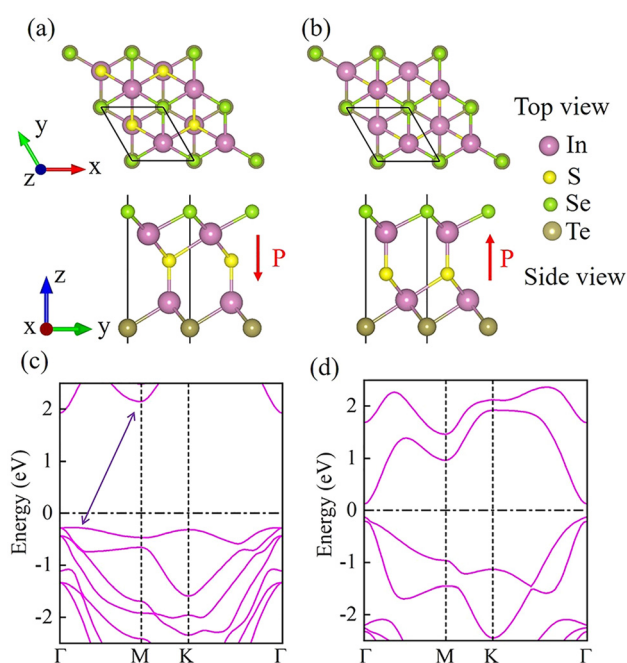 (a)
(b)
Top view
In
S
Se
Te
y
z
x
P
P
Side view
z
x
y
(c)
(d)
Energy (eV)
2
1
0
-1
-2
Γ
M
K
Γ
Energy (eV)
2
1
0
-1
-2
Γ
M
K
Γ